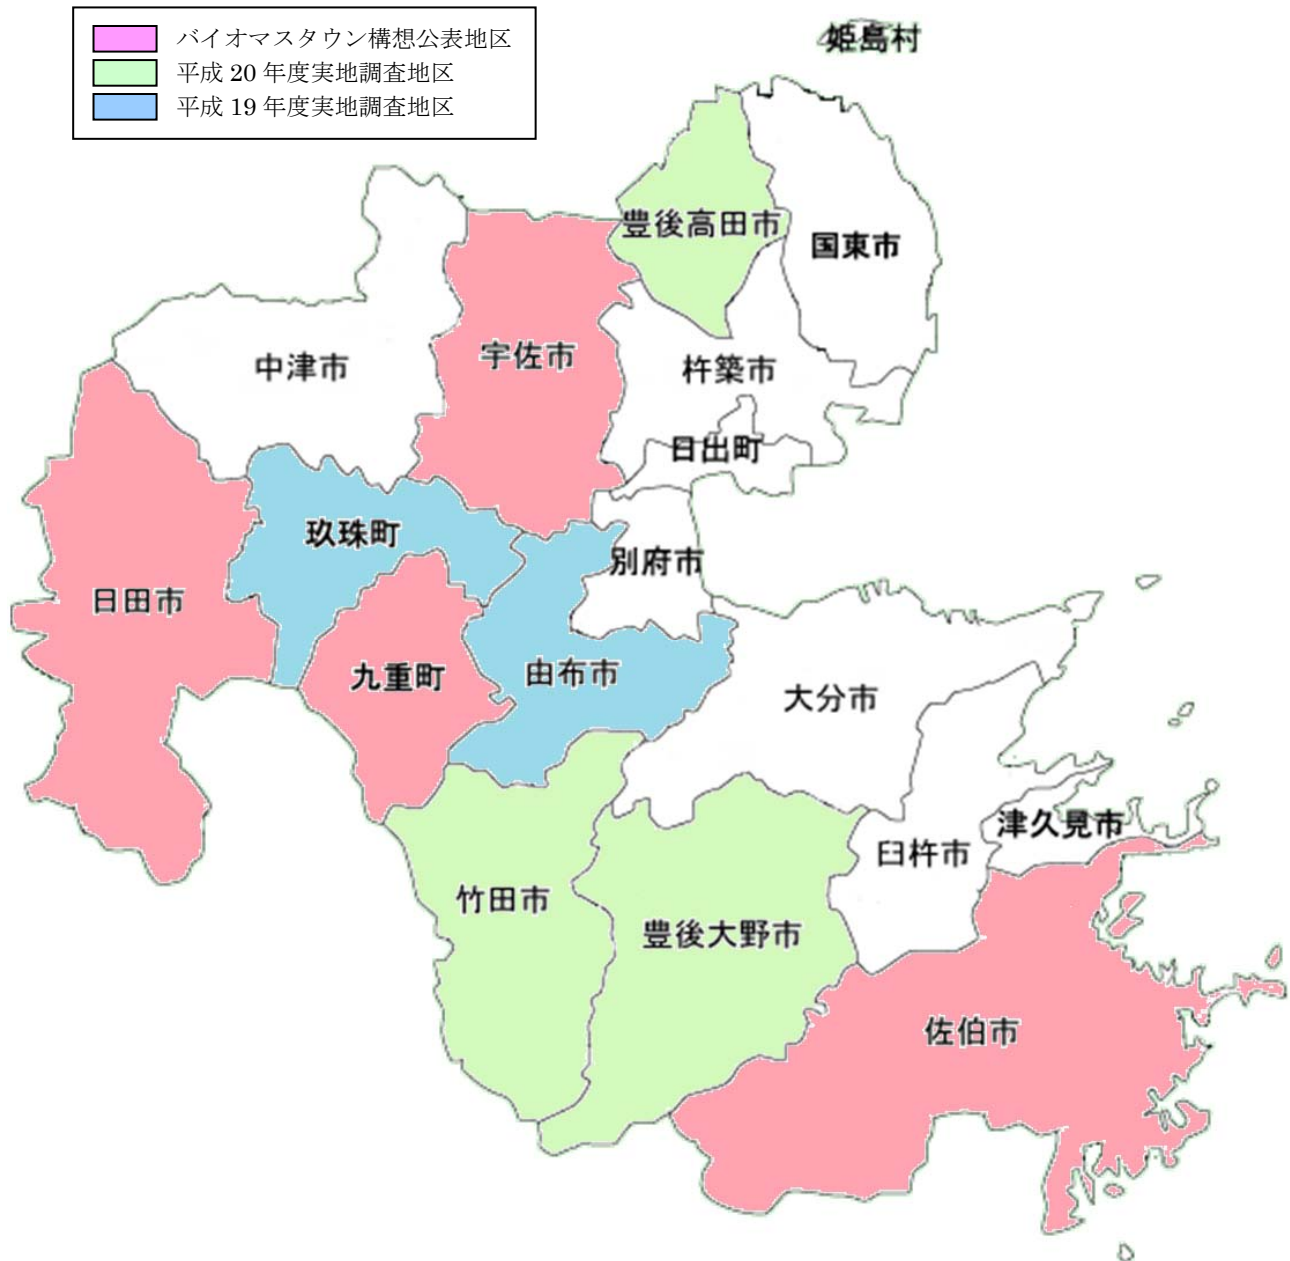 バイオマスタウン構想公表地区
平成 20 年度実地調査地区
平成 19 年度実地調査地区
姫島村
豊後高田市
国東市
中津市
宇佐市
杵築市
日出町
玖珠町
別府市
日田市
九重町
由布市
大分市
津久見市
臼杵市
竹田市
豊後大野市
佐伯市